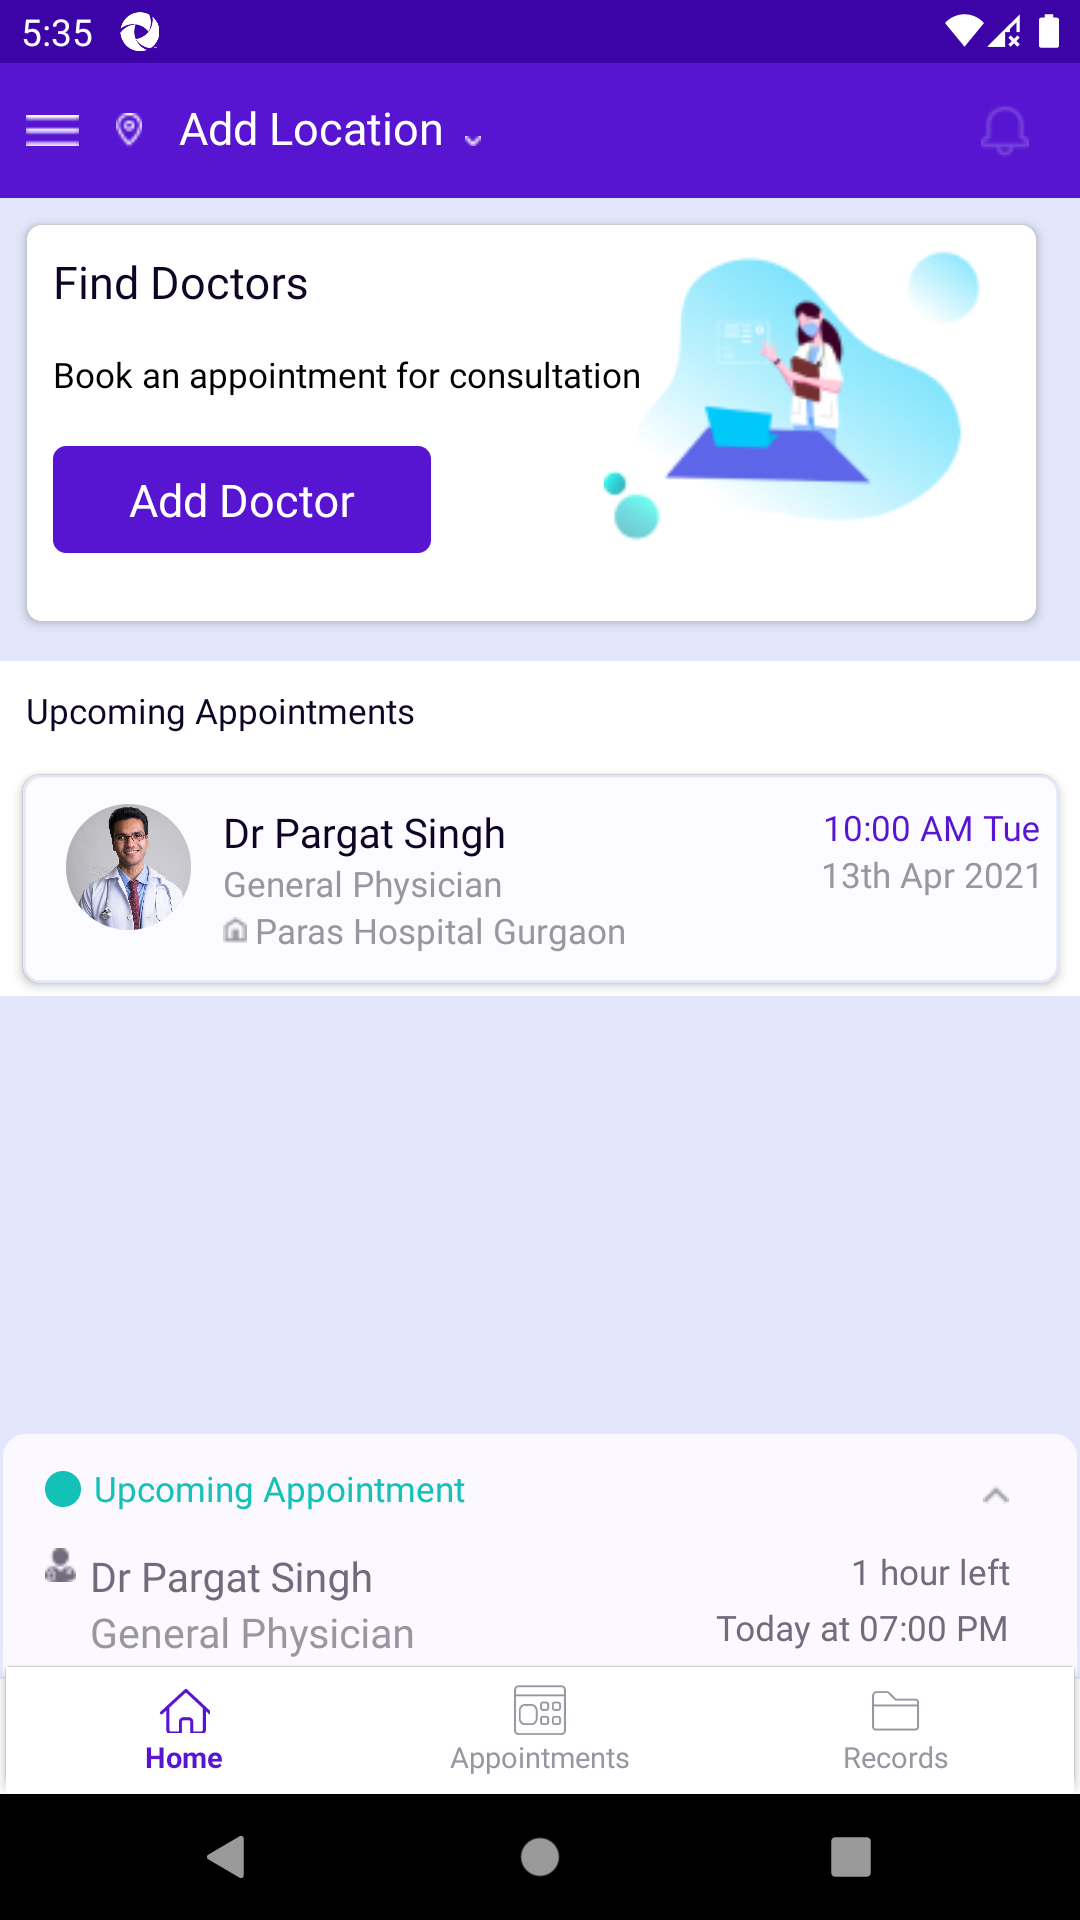 5:35
Add Location
Find Doctors
Book an appointment for consultation
Add Doctor
Upcoming Appointments
Dr Pargat Singh
10:00 AM Tue
General Physician
13th Apr 2021
Paras Hospital Gurgaon
Upcoming Appointment
Dr Pargat Singh
1 hour left
General Physician
Today at 07:00 PM
Home
Appointments
Records